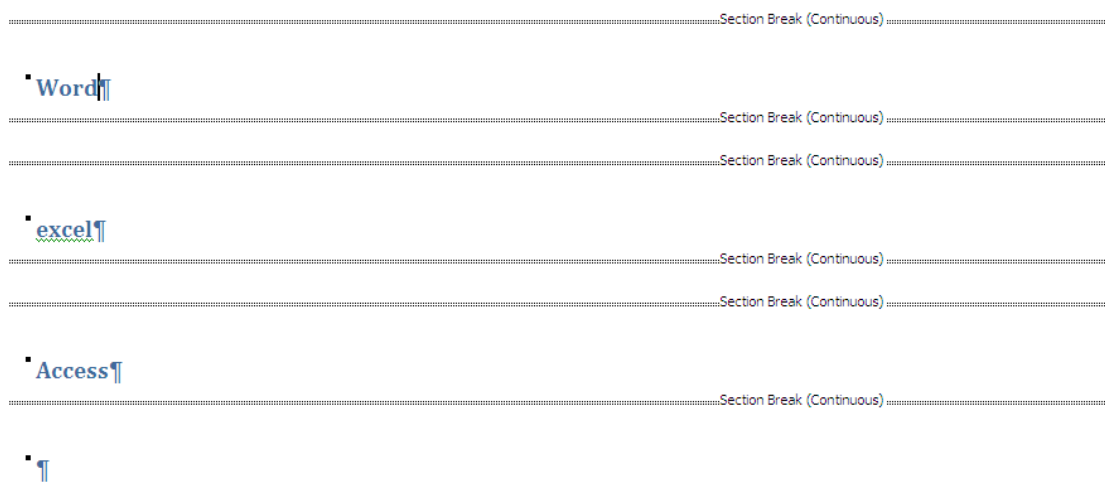 Section Break (Continuous)
Word¶
Section Break (Continuous)
Section Break (Continuous)
excel¶
Section Break (Continuous)
Section Break (Continuous)
Access¶
Section Break (Continuous)
¶